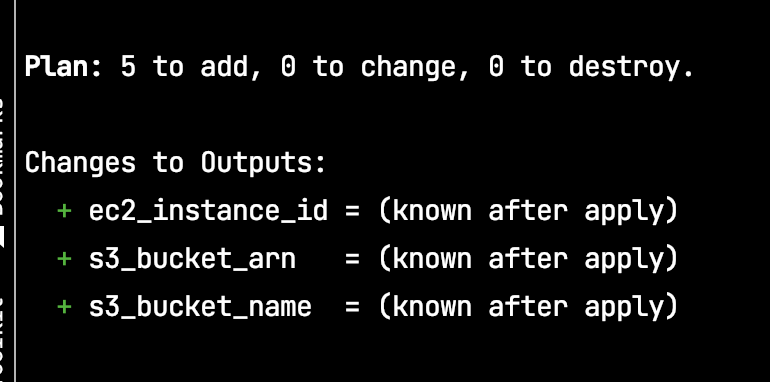 Plan: 5 to add, 0 to change, 0 to destroy.
Changes to Outputs:
+ ec2_instance_id = (known after apply)
+ s3_bucket_arn   = (known after apply)
+ s3_bucket_name  = (known after apply)
Bookmarks